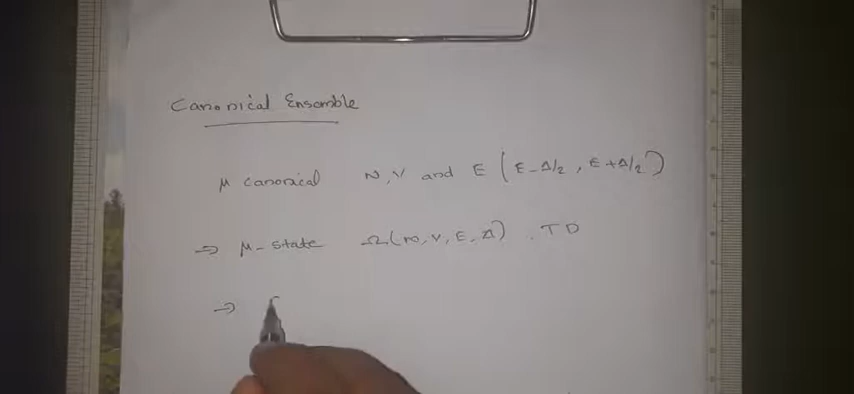 Canonical Ensemble
μ canonical N, V and E (E-Δ/2, E+Δ/2)
⇒ μ-state Ω(N, V, E, Δ). TD
→